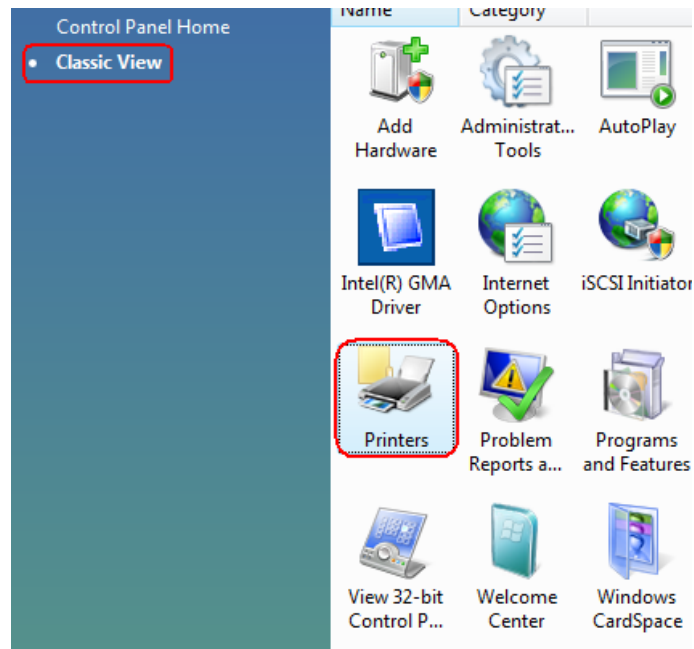 Control Panel Home
Classic View
Name Category
Add Administrat... AutoPlay
Hardware Tools
Intel(R) GMA Internet iSCSI Initiator
Driver Options
Printers Problem Programs
Reports a... and Features
View 32-bit Welcome Windows
Control P... Center CardSpace